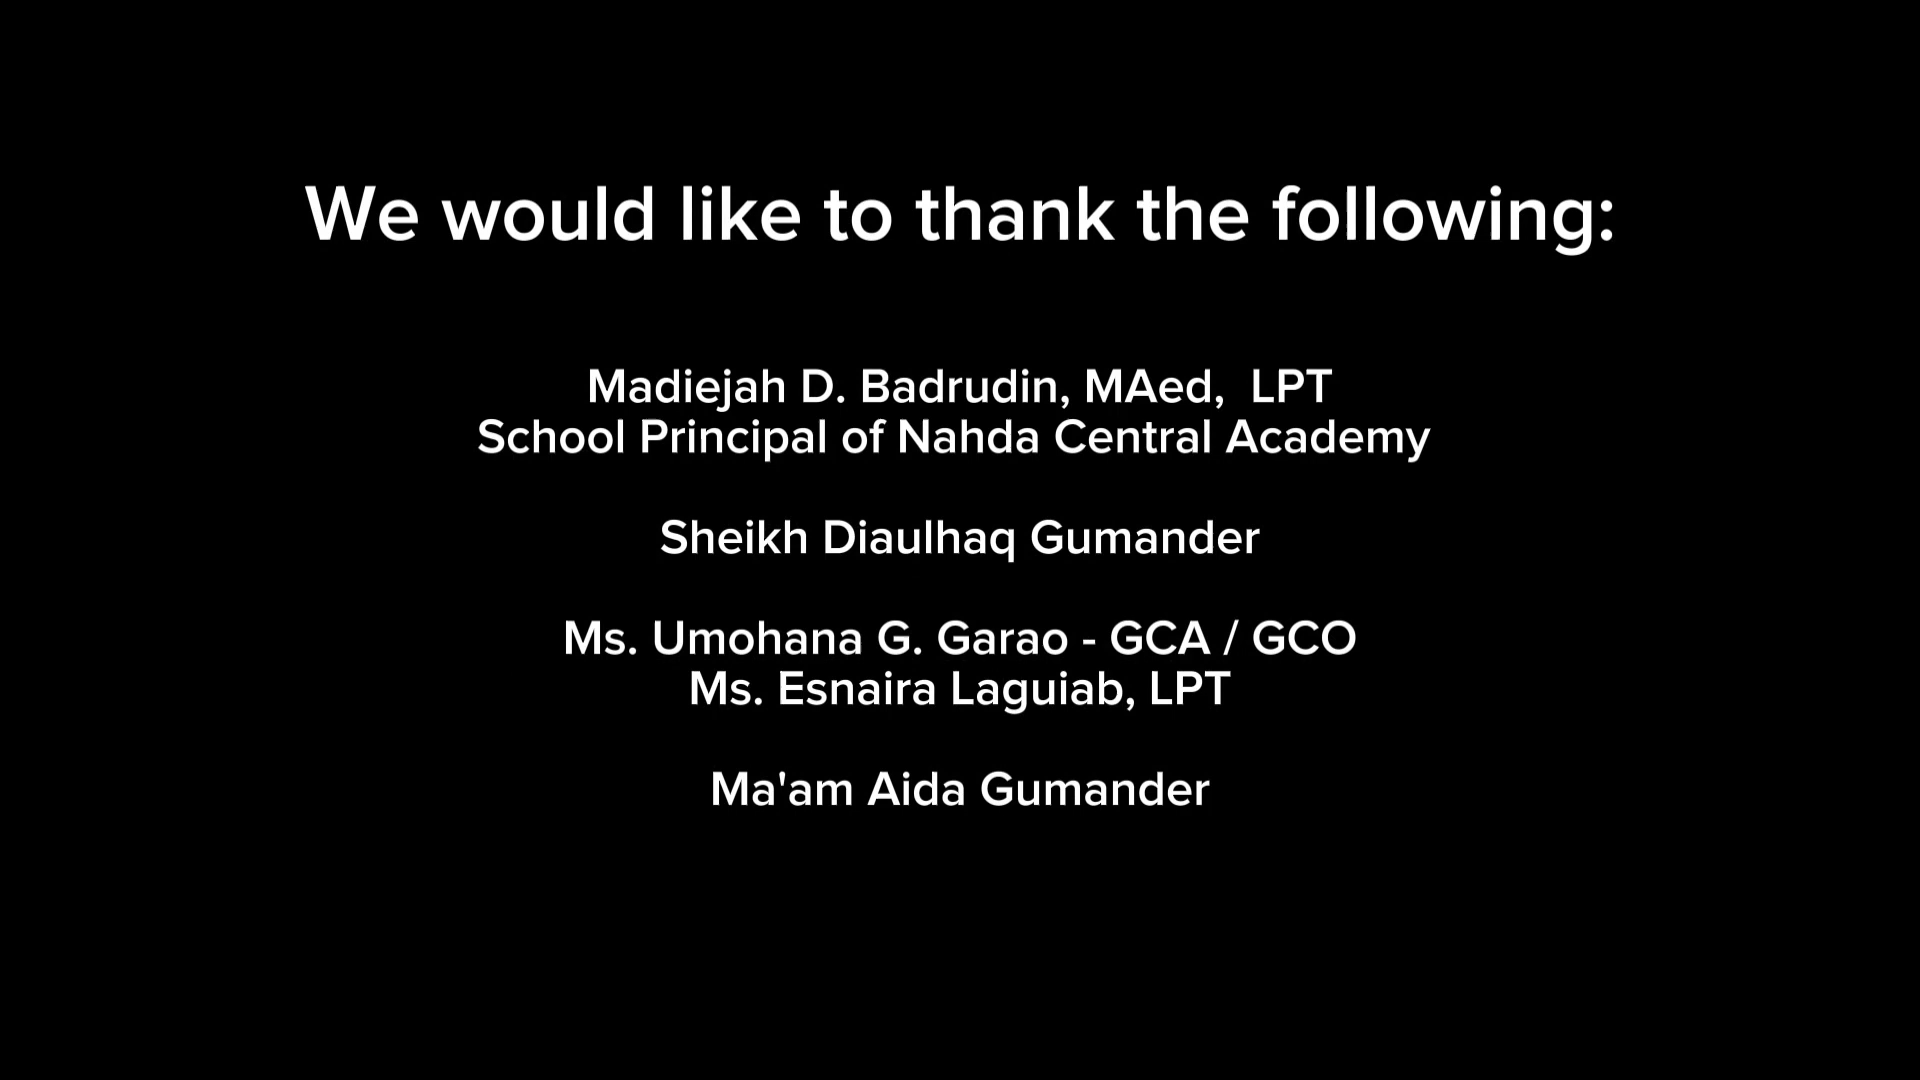 We would like to thank the following:
Madiejah D. Badrudin, MAed,  LPT
School Principal of Nahda Central Academy
Sheikh Diaulhaq Gumander
Ms. Umohana G. Garao - GCA / GCO
Ms. Esnaira Laguiab, LPT
Ma'am Aida Gumander